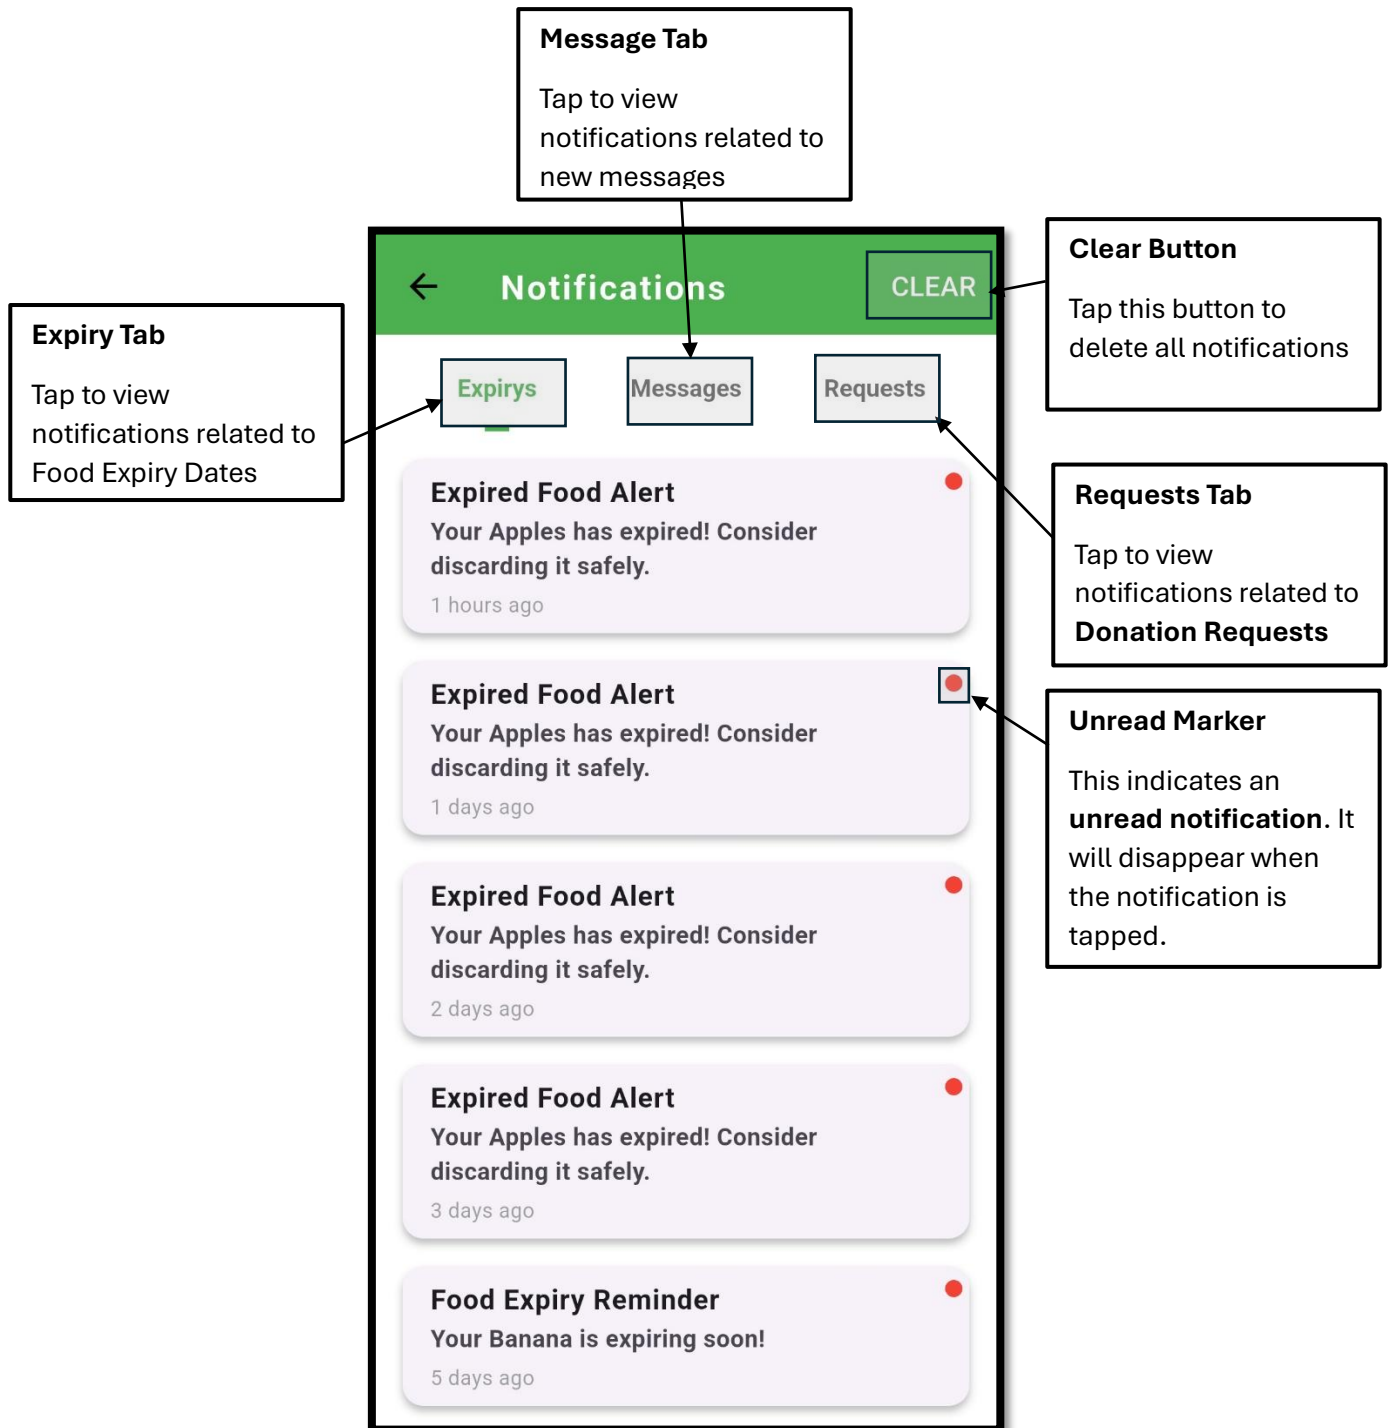 Message Tab
Tap to view
notifications related to
new messages
Notifications
CLEAR
Clear Button
Tap this button to
delete all notifications
Expiry Tab
Tap to view
notifications related to
Food Expiry Dates
Expirys
Messages
Requests
Requests Tab
Tap to view
notifications related to
Donation Requests
Expired Food Alert
Your Apples has expired! Consider
discarding it safely.
1 hours ago
Expired Food Alert
Your Apples has expired! Consider
discarding it safely.
1 days ago
Unread Marker
This indicates an
unread notification. It
will disappear when
the notification is
tapped.
Expired Food Alert
Your Apples has expired! Consider
discarding it safely.
2 days ago
Expired Food Alert
Your Apples has expired! Consider
discarding it safely.
3 days ago
Food Expiry Reminder
Your Banana is expiring soon!
5 days ago